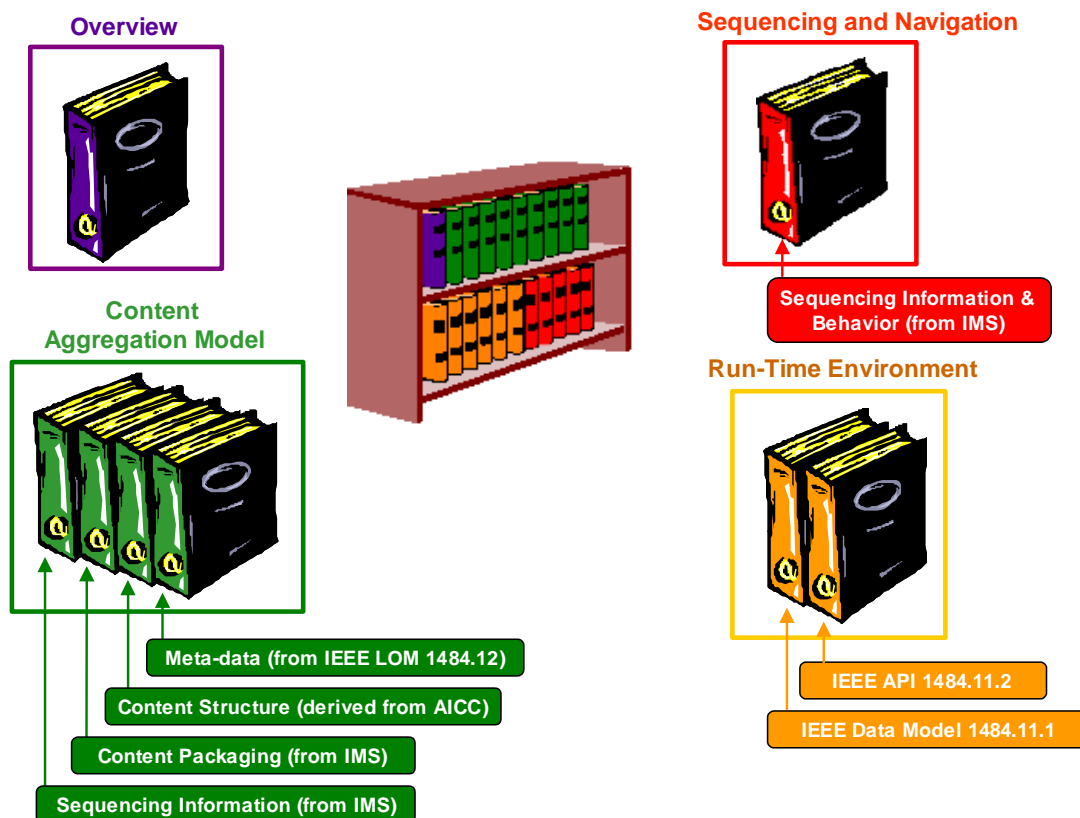 Overview
Sequencing and Navigation
Sequencing Information &
Behavior (from IMS)
Content
Aggregation Model
Run-Time Environment
Meta-data (from IEEE LOM 1484.12)
Content Structure (derived from AICC)
Content Packaging (from IMS)
Sequencing Information (from IMS)
IEEE API 1484.11.2
IEEE Data Model 1484.11.1